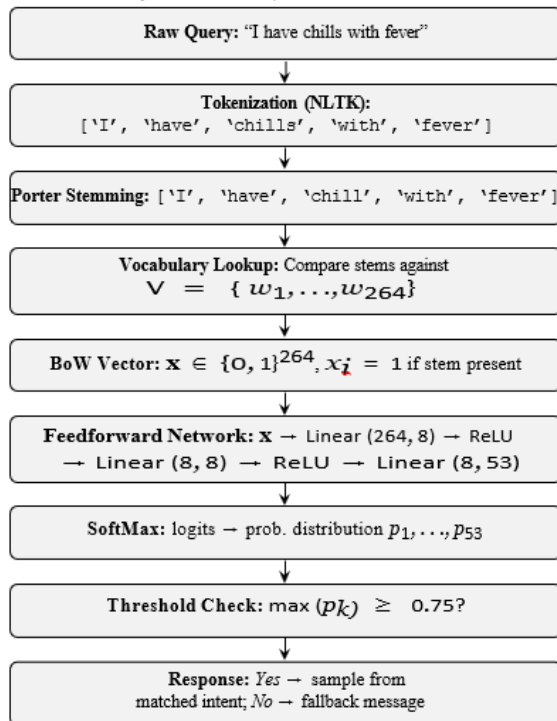 Raw Query: “I have chills with fever”
Tokenization (NLTK):
[‘I’, ‘have’, ‘chills’, ‘with’, ‘fever’]
Porter Stemming: [‘I’, ‘have’, ‘chill’, ‘with’, ‘fever’]
Vocabulary Lookup: Compare stems against
V = { w₁,...,w₂₆₄}
BoW Vector: x ∈ {0, 1}²⁶⁴, xᵢ = 1 if stem present
Feedforward Network: x → Linear (264, 8) → ReLU
→ Linear (8, 8) → ReLU → Linear (8, 53)
SoftMax: logits → prob. distribution p₁,...,p₅₃
Threshold Check: max (pₖ) ≥ 0.75?
Response: Yes → sample from
matched intent; No → fallback message